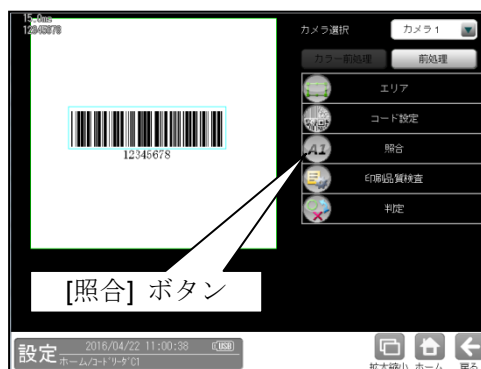 15.0ms
12345678
カメラ選択
カメラ1
カラー前処理
前処理
エリア
コード設定
照合
印刷品質検査
判定
12345678
[照合] ボタン
設定
2016/04/22 11:00:38
USB
ホーム/コードリーダC1
拡大縮小
ホーム
戻る